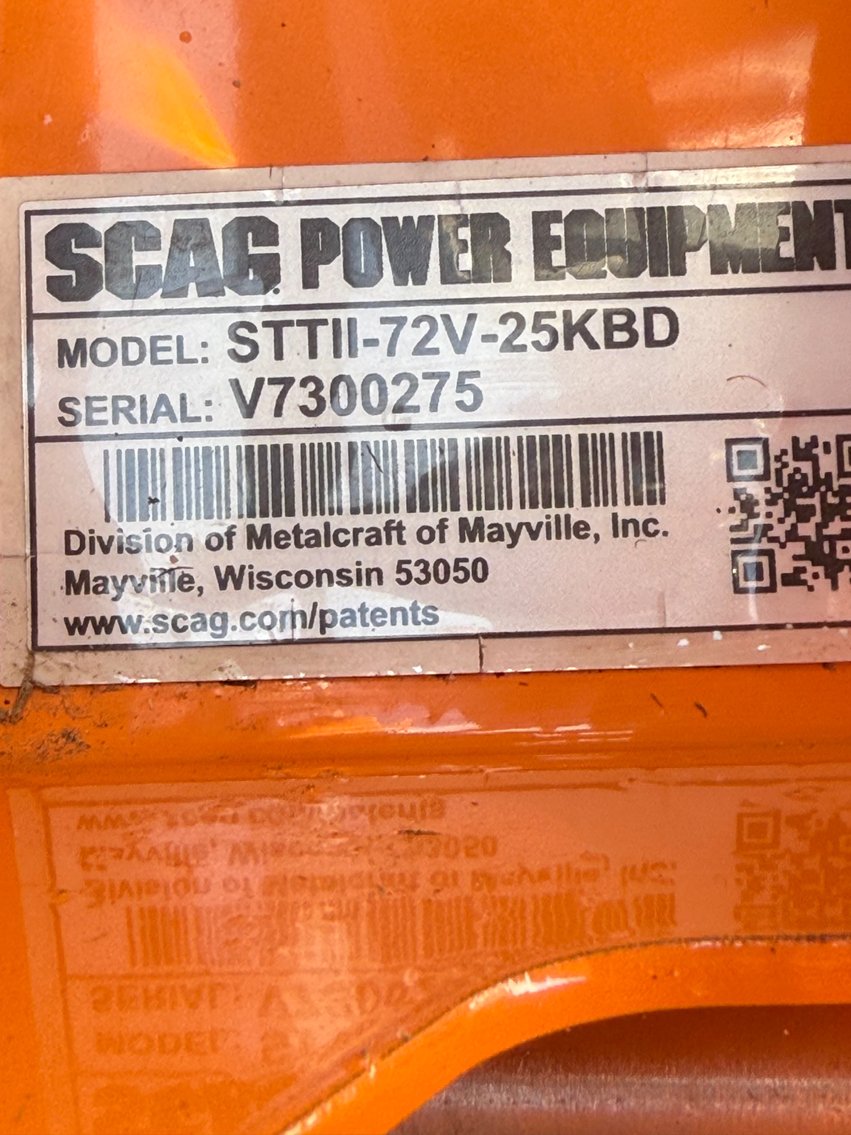 SCAG POWER EQUIPMENT
MODEL: STTII-72V-25KBD
SERIAL: V7300275
Division of Metalcraft of Mayville, Inc.
Mayville, Wisconsin 53050
www.scag.com/patents